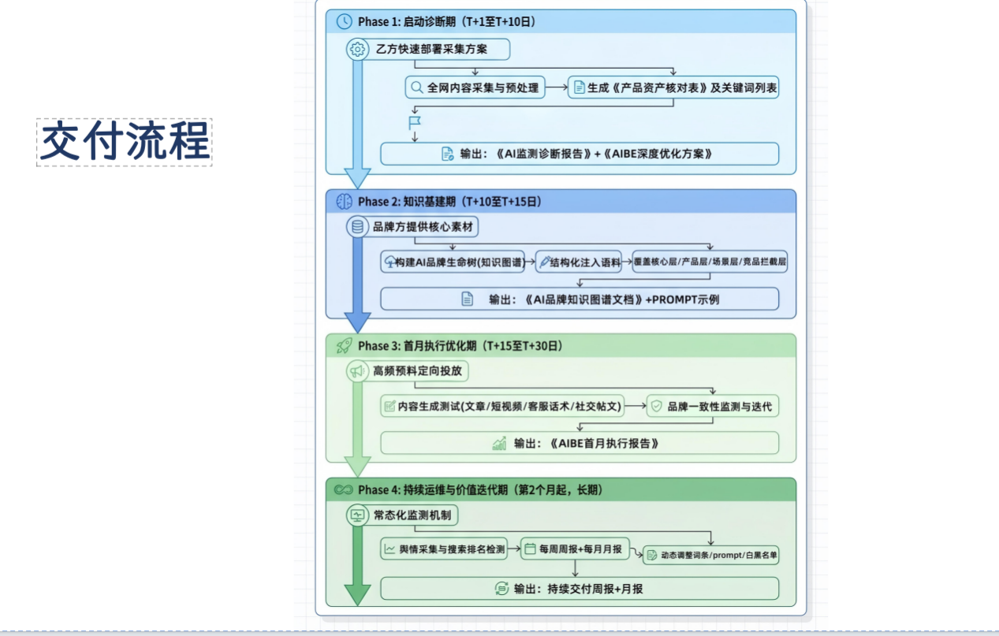 交付流程
Phase 1: 启动诊断期（T+1至T+10日）
乙方快速部署采集方案
全网内容采集与预处理
生成《产品资产核对表》及关键词列表
输出：《AI监测诊断报告》+《AIBE深度优化方案》
Phase 2: 知识基建期（T+10至T+15日）
品牌方提供核心素材
构建AI品牌生命树(知识图谱)
结构化注入语料
覆盖核心层/产品层/场景层/竞品拦截层
输出：《AI品牌知识图谱文档》+PROMPT示例
Phase 3: 首月执行优化期（T+15至T+30日）
高频预料定向投放
内容生成测试(文章/短视频/客服话术/社交帖文)
品牌一致性监测与迭代
输出：《AIBE首月执行报告》
Phase 4: 持续运维与价值迭代期（第2个月起，长期）
常态化监测机制
舆情采集与搜索排名检测
每周周报+每月月报
动态调整词条/prompt/白黑名单
输出：持续交付周报+月报